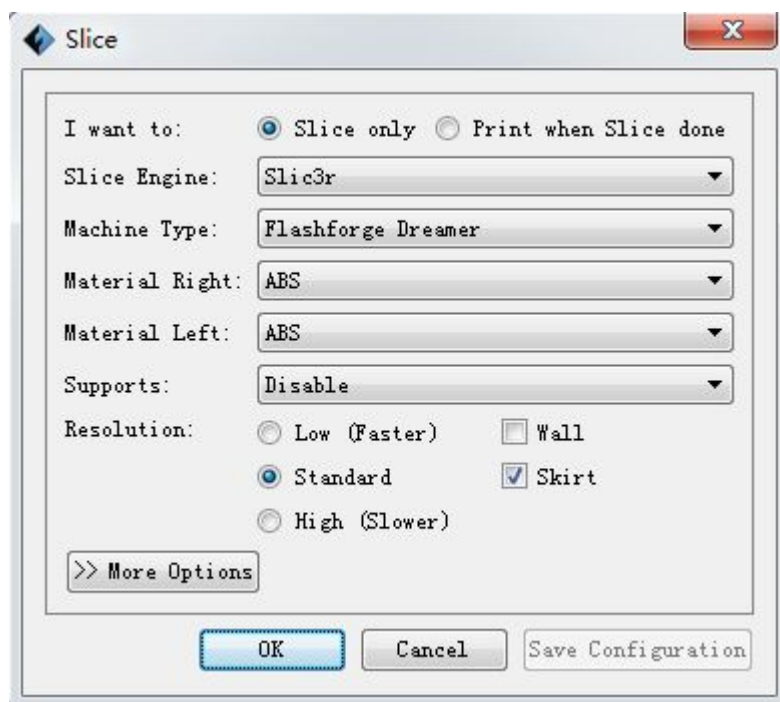 Slice
I want to: Slice only Print when Slice done
Slice Engine: Slic3r
Machine Type: Flashforge Dreamer
Material Right: ABS
Material Left: ABS
Supports: Disable
Resolution: Low (Faster) Wall
Standard Skirt
High (Slower)
>> More Options
OK Cancel Save Configuration